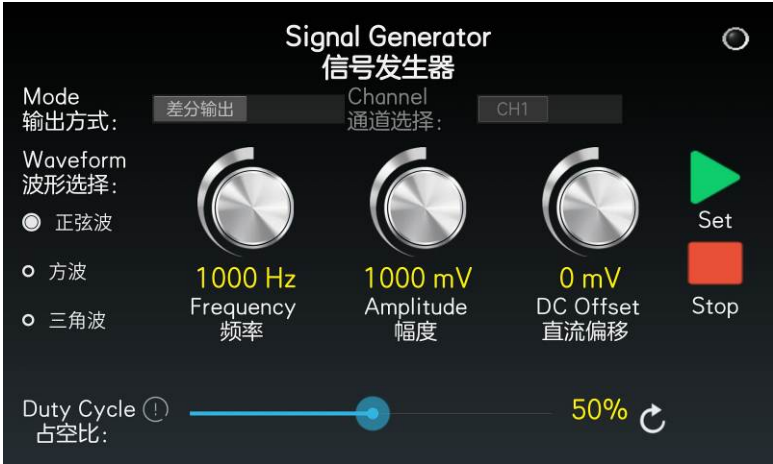 Signal Generator
信号发生器
Mode
输出方式：
差分输出
Channel
通道选择：
CH1
Waveform
波形选择：
正弦波
方波
三角波
1000 Hz
Frequency
频率
1000 mV
Amplitude
幅度
0 mV
DC Offset
直流偏移
Set
Stop
Duty Cycle !
占空比：
50%